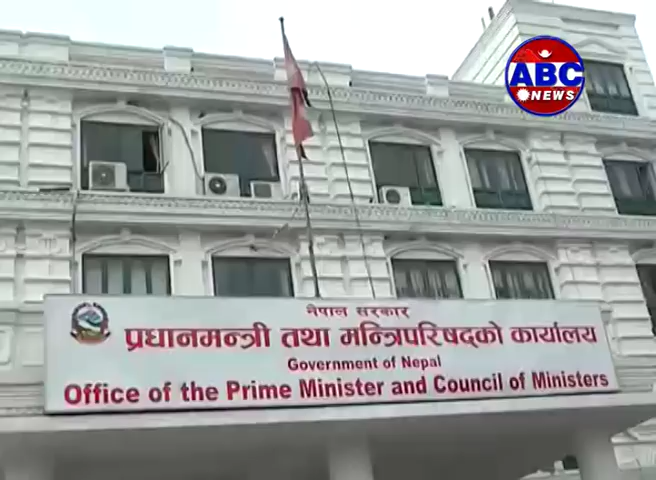 ABC
NEWS
नेपाल सरकार
प्रधानमन्त्री तथा मन्त्रिपरिषद्को कार्यालय
Government of Nepal
Office of the Prime Minister and Council of Ministers